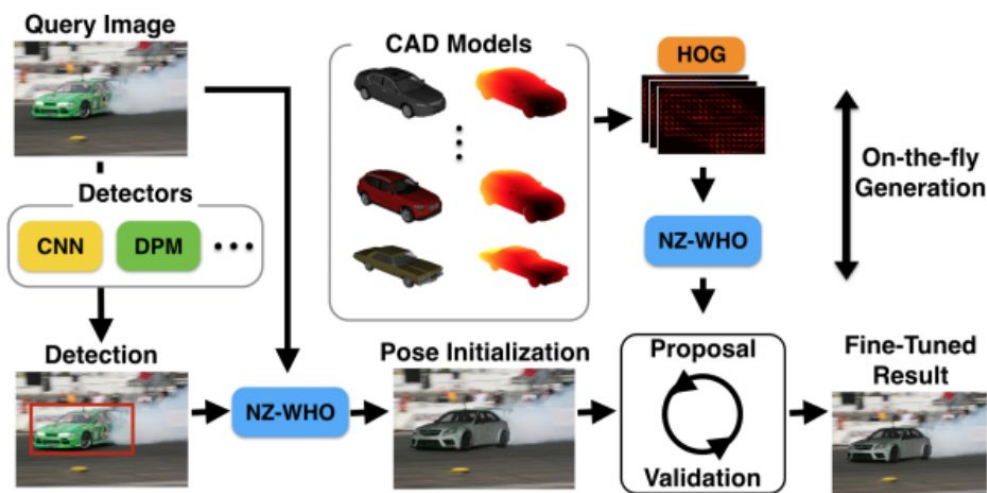 Query Image
CAD Models
HOG
On-the-fly
Generation
Detectors
CNN
DPM
NZ-WHO
Detection
NZ-WHO
Pose Initialization
Proposal
Validation
Fine-Tuned
Result